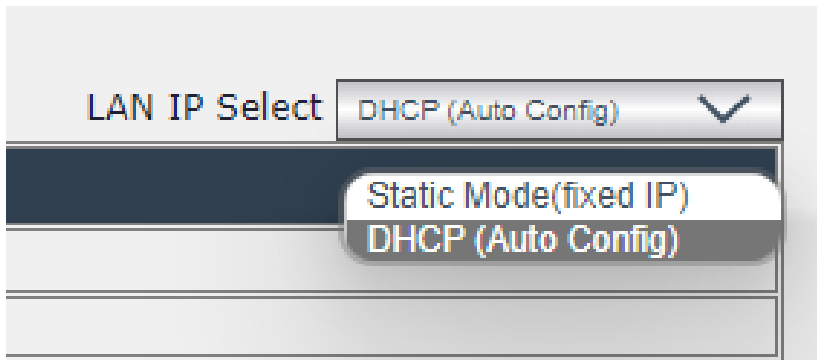 LAN IP Select DHCP (Auto Config)
Static Mode(fixed IP)
DHCP (Auto Config)